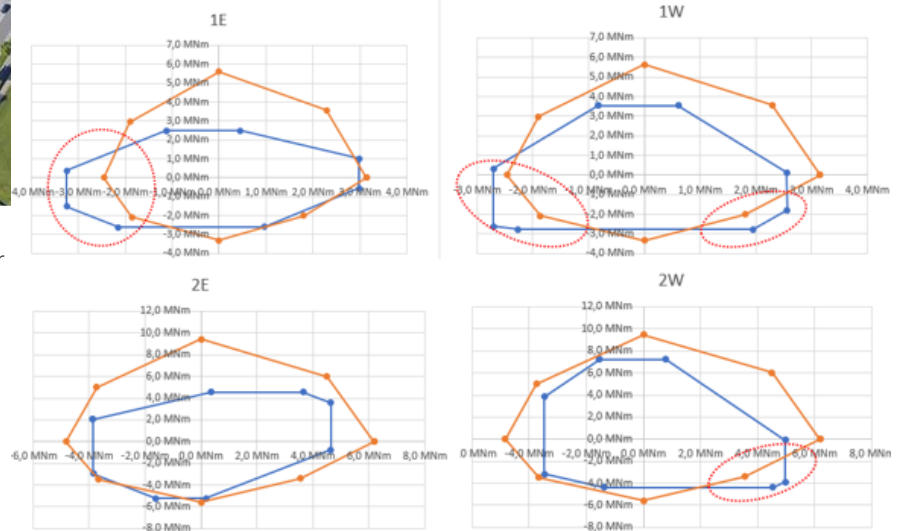 1E
7,0 MNm
6,0 MNm
5,0 MNm
4,0 MNm
3,0 MNm
2,0 MNm
1,0 MNm
0,0 MNm
4,0 MNm -3,0 MNm -2,0 MNm -1,0 MNm 0,0 MNm 1,0 MNm 2,0 MNm 3,0 MNm 4,0 MNm
-2,0 MNm
-3,0 MNm
-4,0 MNm
1W
7,0 MNm
6,0 MNm
5,0 MNm
4,0 MNm
3,0 MNm
2,0 MNm
1,0 MNm
0,0 MNm
-3,0 MNm -2,0 MNm -1,0 MNm 0,0 MNm 1,0 MNm 2,0 MNm 3,0 MNm 4,0 MNm
-2,0 MNm
-3,0 MNm
-4,0 MNm
2E
12,0 MNm
10,0 MNm
8,0 MNm
6,0 MNm
4,0 MNm
2,0 MNm
0,0 MNm
-6,0 MNm -4,0 MNm -2,0 MNm 0,0 MNm 2,0 MNm 4,0 MNm 6,0 MNm 8,0 MNm
-2,0 MNm
-4,0 MNm
-6,0 MNm
-8,0 MNm
2W
12,0 MNm
10,0 MNm
8,0 MNm
6,0 MNm
4,0 MNm
2,0 MNm
0,0 MNm
0 MNm -4,0 MNm -2,0 MNm 0,0 MNm 2,0 MNm 4,0 MNm 6,0 MNm 8,0 MNm
-2,0 MNm
-4,0 MNm
-6,0 MNm
-8,0 MNm